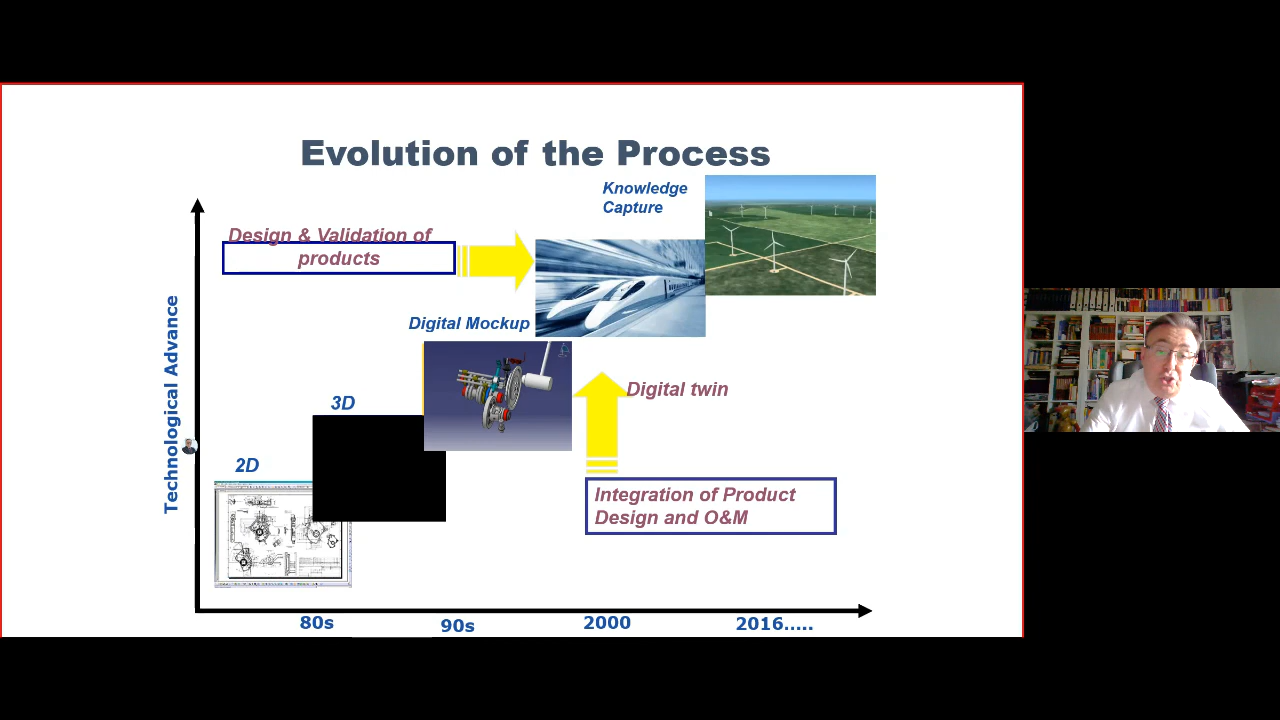 Evolution of the Process
Knowledge
Capture
Design & Validation of
products
Digital Mockup
Digital twin
3D
2D
Technological Advance
Integration of Product
Design and O&M
80s
90s
2000
2016.....